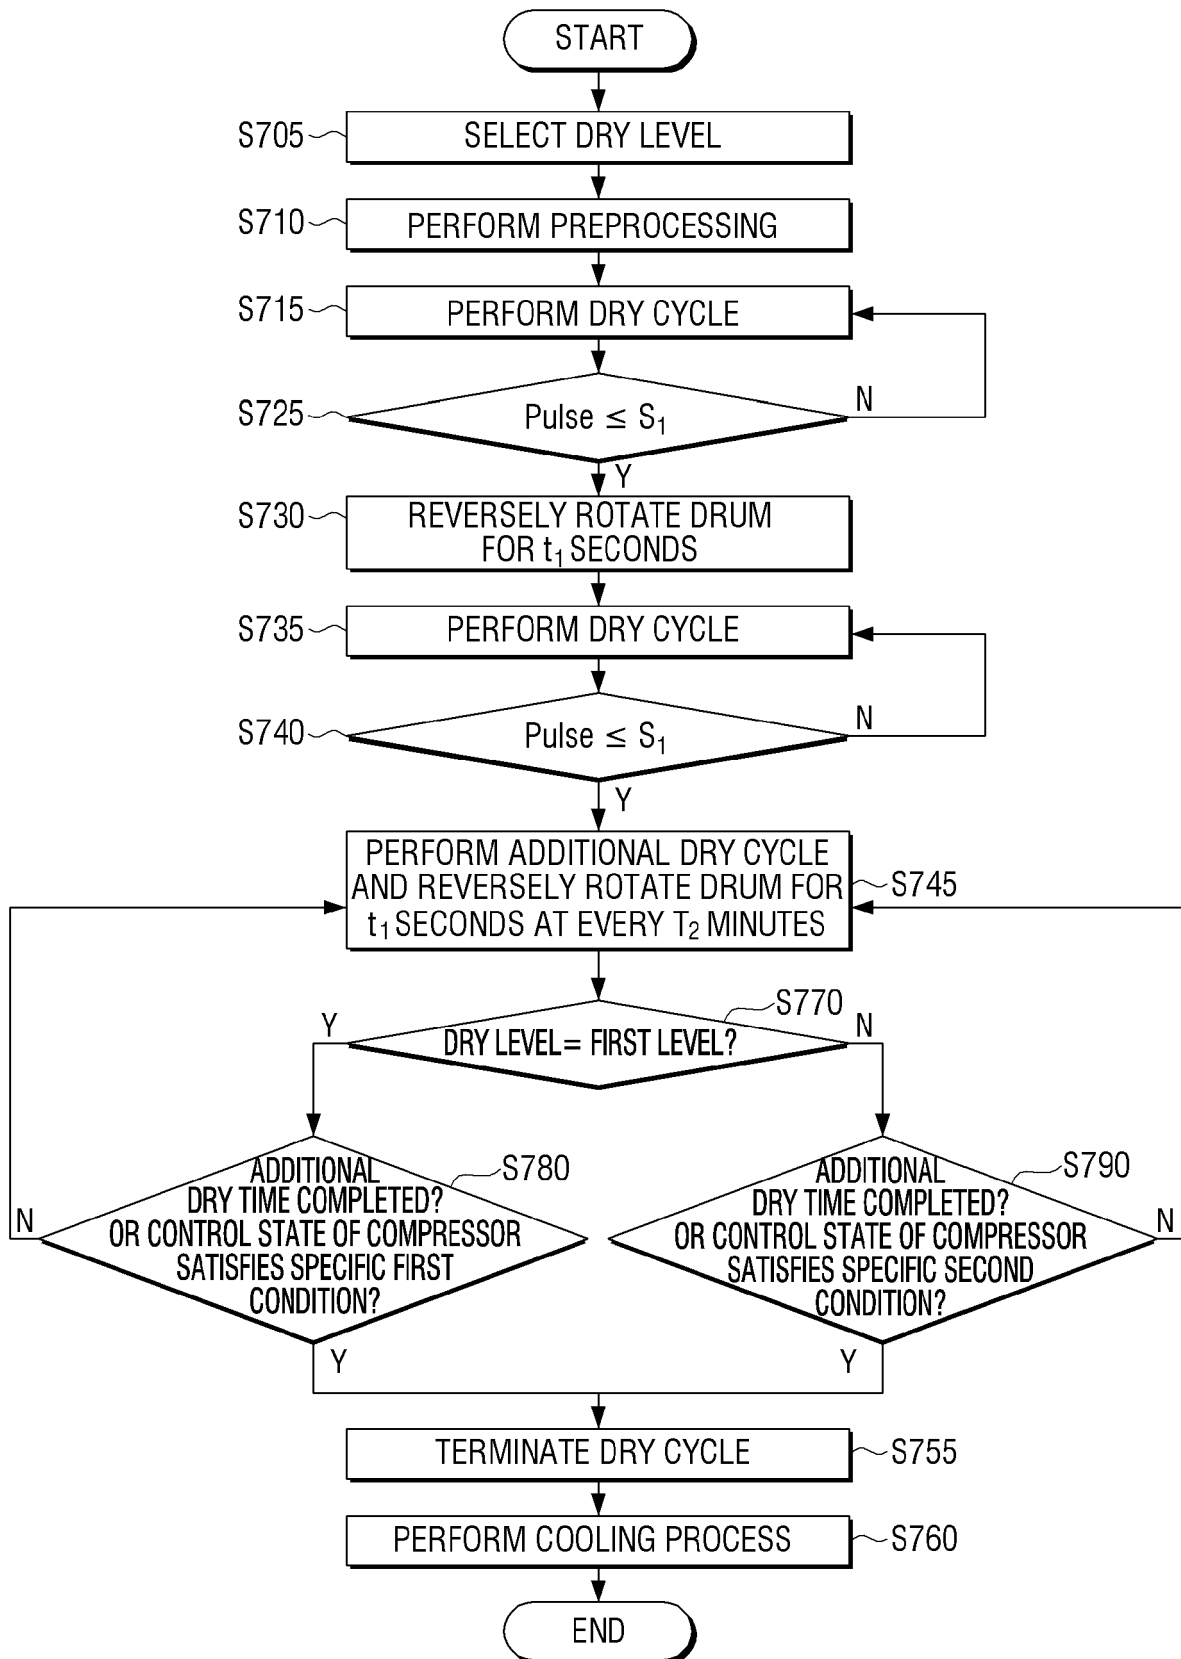 START
S705
SELECT DRY LEVEL
S710
PERFORM PREPROCESSING
S715
PERFORM DRY CYCLE
S725
Pulse ≤ S₁
N
Y
S730
REVERSELY ROTATE DRUM
FOR t₁ SECONDS
S735
PERFORM DRY CYCLE
S740
Pulse ≤ S₁
N
Y
PERFORM ADDITIONAL DRY CYCLE
AND REVERSELY ROTATE DRUM FOR
t₁ SECONDS AT EVERY T₂ MINUTES
S745
S770
Y
DRY LEVEL= FIRST LEVEL?
N
S780
ADDITIONAL
DRY TIME COMPLETED?
OR CONTROL STATE OF COMPRESSOR
SATISFIES SPECIFIC FIRST
CONDITION?
N
Y
S790
ADDITIONAL
DRY TIME COMPLETED?
OR CONTROL STATE OF COMPRESSOR
SATISFIES SPECIFIC SECOND
CONDITION?
N
Y
TERMINATE DRY CYCLE
S755
PERFORM COOLING PROCESS
S760
END